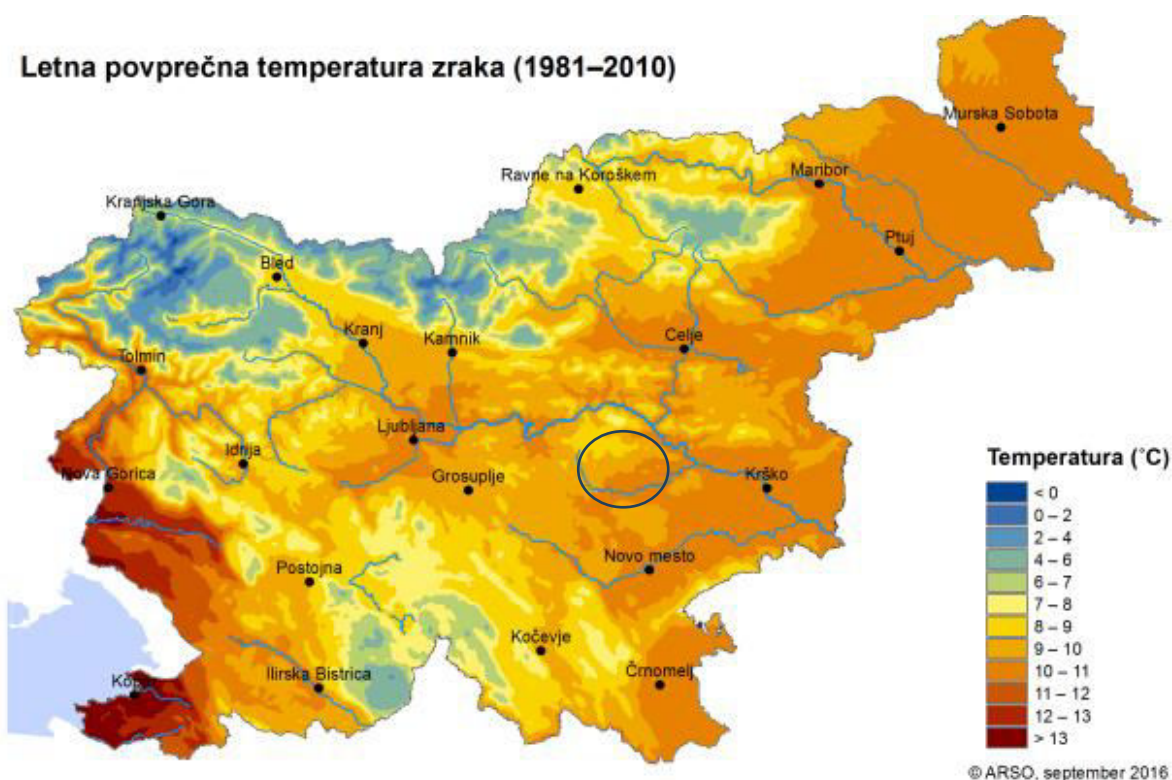 Letna povprečna temperatura zraka (1981–2010)
Murska Sobota
Ravne na Koroškem
Maribor
Kranjska Gora
Ptuj
Bled
Kranj
Kamnik
Celje
Tolmin
Ljubljana
Idrija
Nova Gorica
Grosuplje
Krško
Novo mesto
Postojna
Kočevje
Ilirska Bistrica
Črnomelj
Temperatura (°C)
< 0
0 – 2
2 – 4
4 – 6
6 – 7
7 – 8
8 – 9
9 – 10
10 – 11
11 – 12
12 – 13
> 13
© ARSO, september 2016